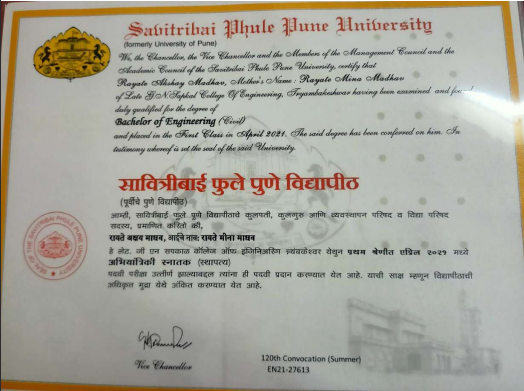 Savitribai Phule Pune University
(formerly University of Pune)
We, the Chancellor, the Vice Chancellor and the Members of the Management Council and the
Academic Council of the Savitribai Phule Pune University, certify that
Rayate Akshay Madhav, Mother's Name : Rayate Mina Madhav
of Late G.N.Sapkal College Of Engineering, Tryambakeshwar having been examined and found
duly qualified for the degree of
Bachelor of Engineering (Civil)
and placed in the First Class in April 2021. The said degree has been conferred on him. In
testimony whereof is set the seal of the said University.
सावित्रीबाई फुले पुणे विद्यापीठ
(पूर्वीचे पुणे विद्यापीठ)
आम्ही, सावित्रीबाई फुले पुणे विद्यापीठाचे कुलपती, कुलगुरू आणि व्यवस्थापन परिषद व विद्या परिषद
सदस्य, प्रमाणित करितो की,
रायते अक्षय माधव, आईचे नाव: रायते मीना माधव
हे लेट. जी एन सपकाळ कॉलेज ऑफ इंजिनिअरिंग त्र्यंबकेश्वर येथुन प्रथम श्रेणीत एप्रिल २०२१ मध्ये
अभियांत्रिकी स्नातक (स्थापत्य)
पदवी परीक्षा उत्तीर्ण झाल्याबद्दल त्यांना ही पदवी प्रदान करण्यात येत आहे. याची साक्ष म्हणून विद्यापीठाची
अधिकृत मुद्रा येथे अंकित करण्यात येत आहे.
SEAL OF THE SAVITRIBAI PHULE PUNE UNIVERSITY
Vice Chancellor
120th Convocation (Summer)
EN21-27613